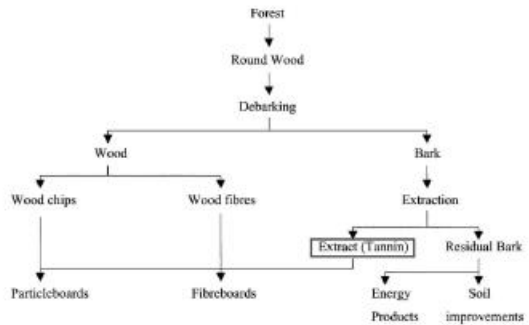 Forest
Round Wood
Debarking
Wood
Bark
Wood chips
Wood fibres
Extraction
Extract (Tannin)
Residual Bark
Particleboards
Fibreboards
Energy
Products
Soil
improvements